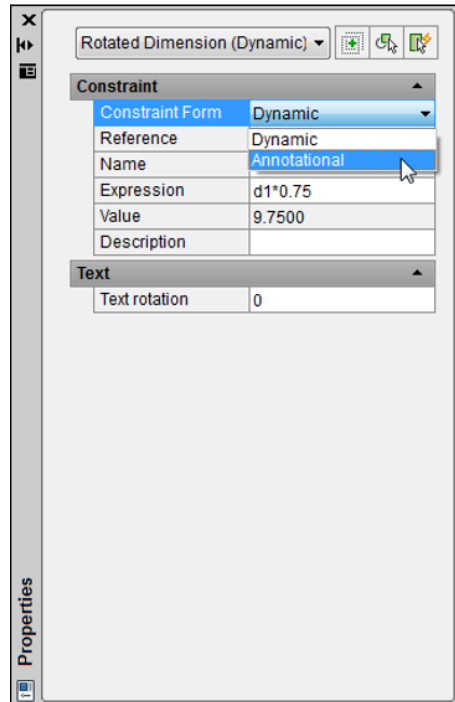 Rotated Dimension (Dynamic)
Constraint
Constraint Form Dynamic
Reference Dynamic
Name Annotational
Expression d1*0.75
Value 9.7500
Description
Text
Text rotation 0
Properties